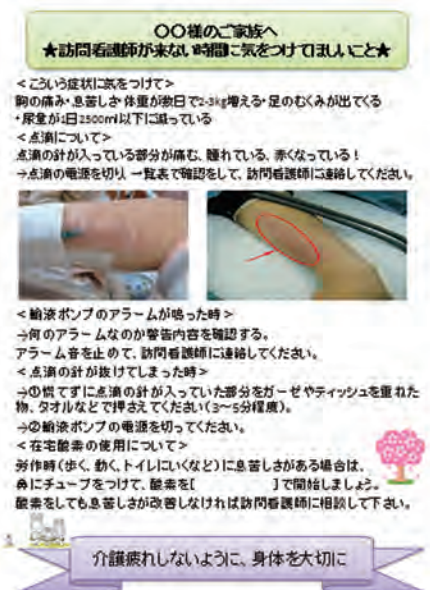 〇〇様のご家族へ
★訪問看護師が来ない時間に気をつけてほしいこと★
＜こういう症状に気をつけて＞
胸の痛み・息苦しさ・体重が数日で2-3kg増える・足のむくみが出てくる
・尿量が1日2500ml以下に減っている
＜点滴について＞
点滴の針が入っている部分が痛む、腫れている、赤くなっている！
→点滴の電源を切り、一覧表で確認をして、訪問看護師に連絡してください。
＜輸液ポンプのアラームが鳴った時＞
→何のアラームなのか警告内容を確認する。
アラーム音を止めて、訪問看護師に連絡してください。
＜点滴の針が抜けてしまった時＞
→①慌てずに点滴の針が入っていた部分をガーゼやティッシュを重ねた
物、タオルなどで押さえてください(3～5分程度)。
→②輸液ポンプの電源を切ってください。
＜在宅酸素の使用について＞
労作時(歩く、動く、トイレにいくなど)に息苦しさがある場合は、
鼻にチューブをつけて、酸素を[　　　　　]で開始しましょう。
酸素をしても息苦しさが改善しなければ訪問看護師に相談して下さい。
介護疲れしないように、身体を大切に